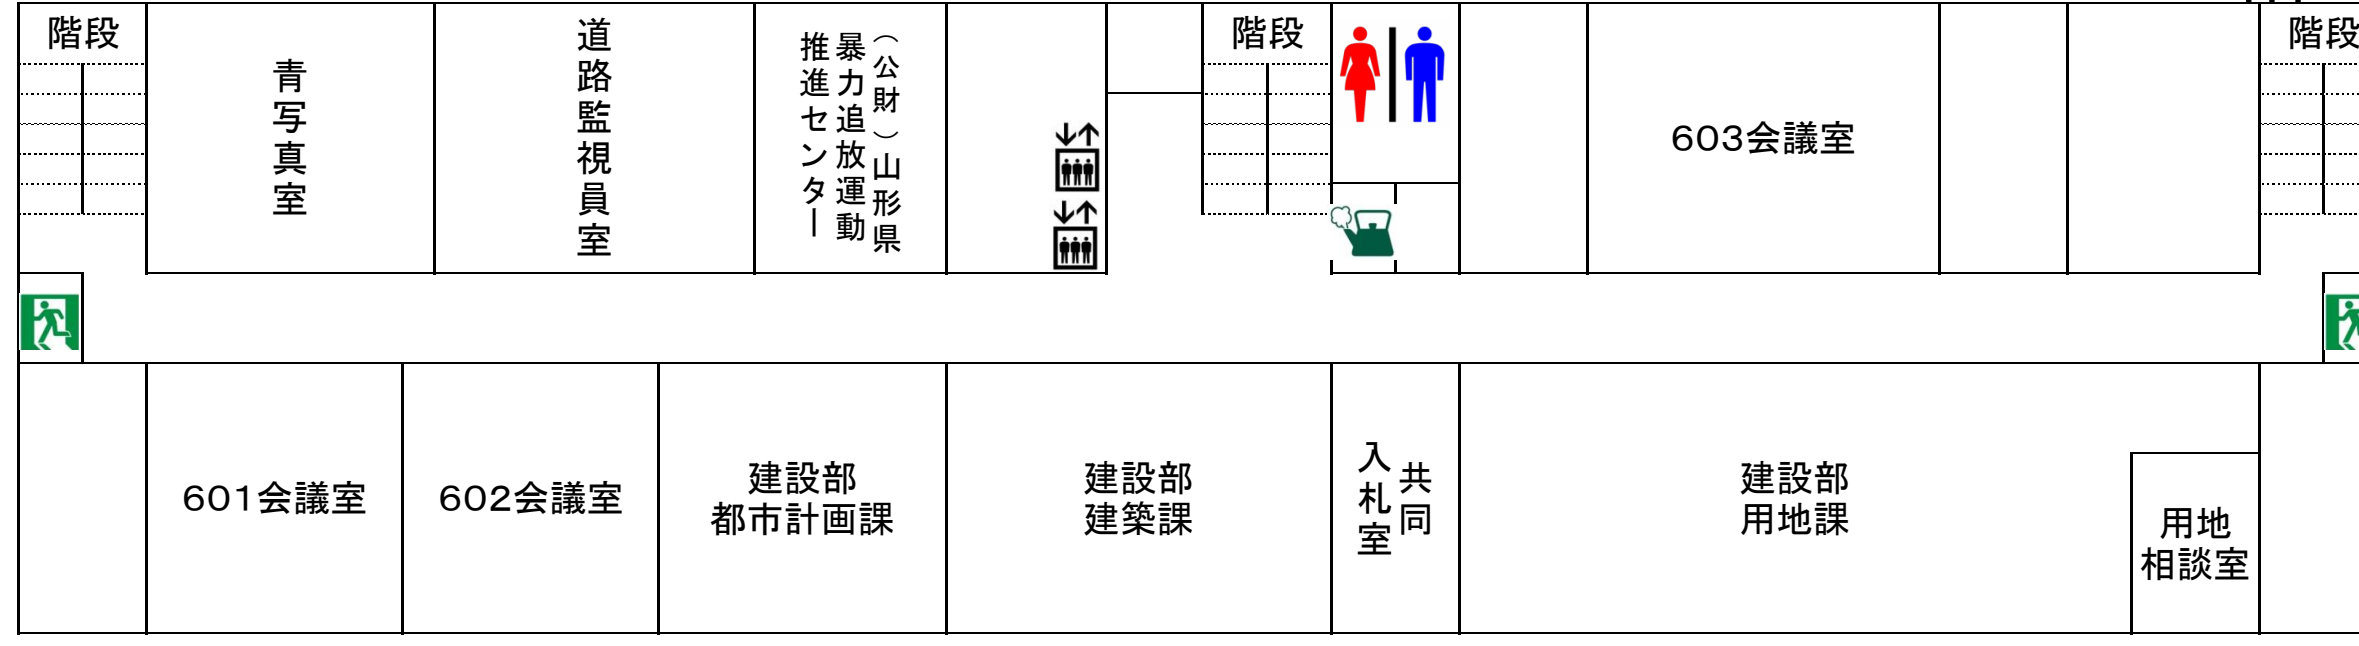 階段
青写真室
道路監視員室
（公財）山形県
暴力追放運動
推進センター
階段
603会議室
階段
601会議室
602会議室
建設部
都市計画課
建設部
建築課
共同
入札室
建設部
用地課
用地
相談室